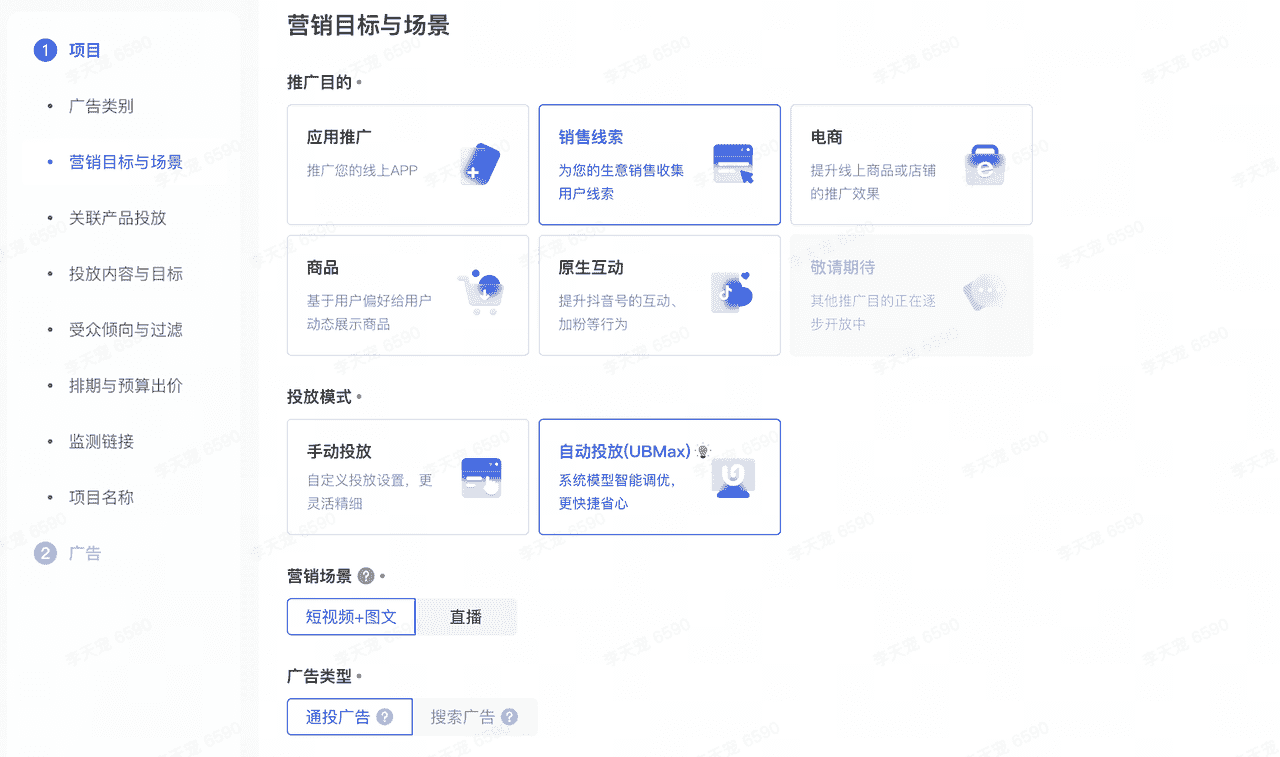 营销目标与场景
1 项目
广告类别
营销目标与场景
关联产品投放
投放内容与目标
受众倾向与过滤
排期与预算出价
监测链接
项目名称
2 广告
推广目的
应用推广
推广您的线上APP
销售线索
为您的生意销售收集
用户线索
电商
提升线上商品或店铺
的推广效果
商品
基于用户偏好给用户
动态展示商品
原生互动
提升抖音号的互动、
加粉等行为
敬请期待
其他推广目的正在逐
步开放中
投放模式
手动投放
自定义投放设置，更
灵活精细
自动投放(UBMax)
系统模型智能调优，
更快捷省心
营销场景 ?
短视频+图文 直播
广告类型
通投广告 ? 搜索广告 ?
李天宠 6590